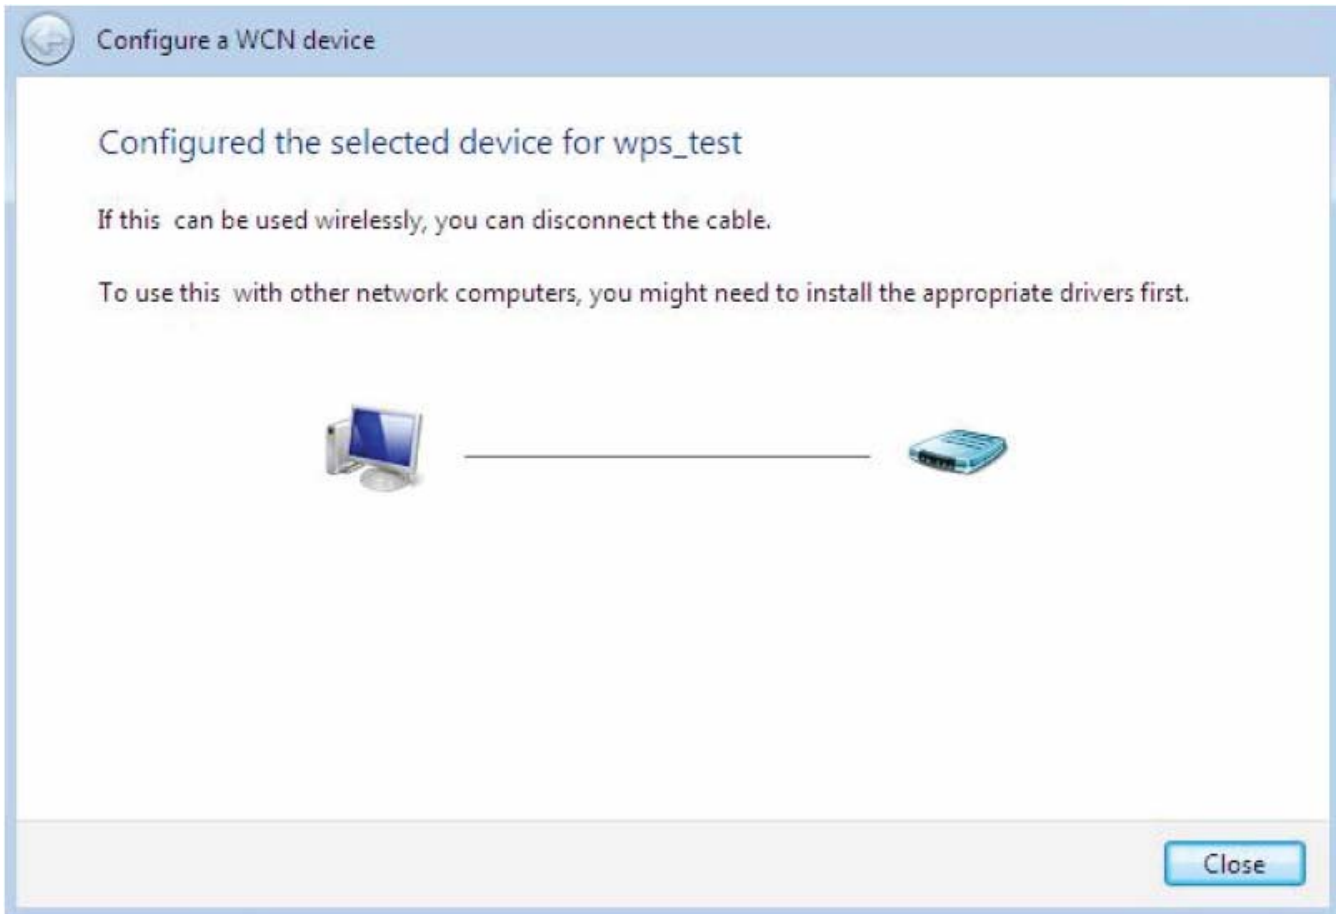 Configure a WCN device
Configured the selected device for wps_test
If this can be used wirelessly, you can disconnect the cable.
To use this with other network computers, you might need to install the appropriate drivers first.
Close